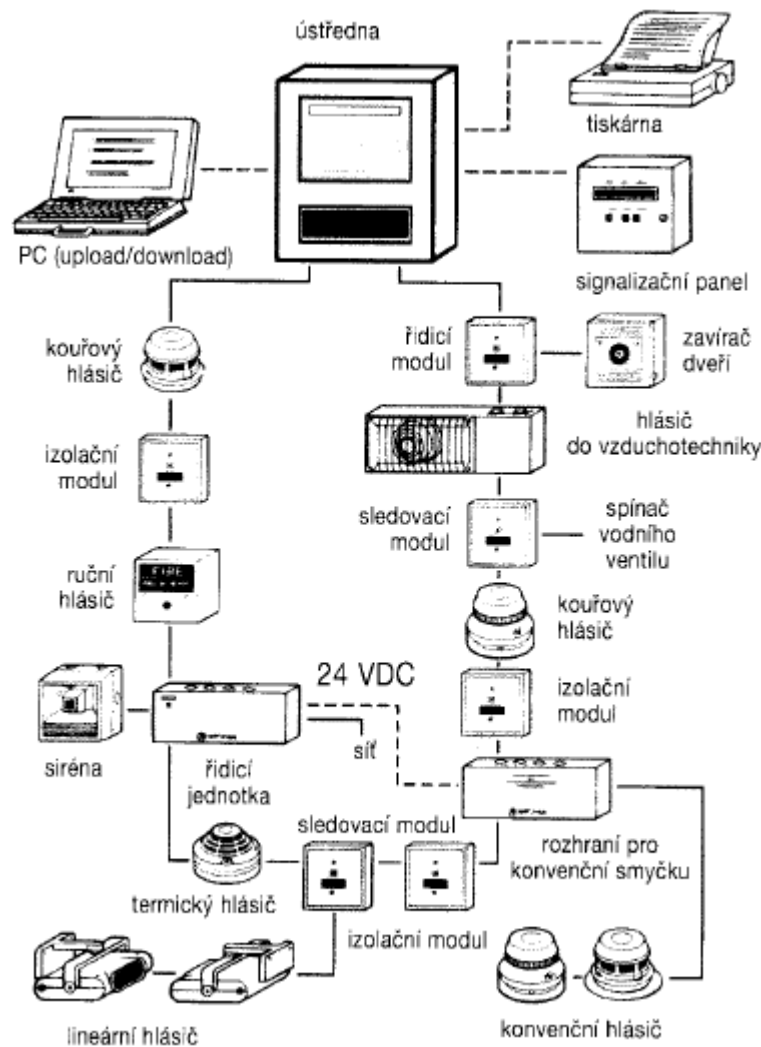 ústředna
tiskárna
PC (upload/download)
signalizační panel
kouřový
hlásič
řídicí
modul
zavírač
dveří
hlásič
do vzduchotechniky
izolační
modul
sledovací
modul
spínač
vodního
ventilu
ruční
hlásič
FIRE
kouřový
hlásič
24 VDC
izolační
modul
siréna
síť
řídicí
jednotka
sledovací modul
rozhraní pro
konvenční smyčku
termický hlásič
izolační modul
lineární hlásič
konvenční hlásič